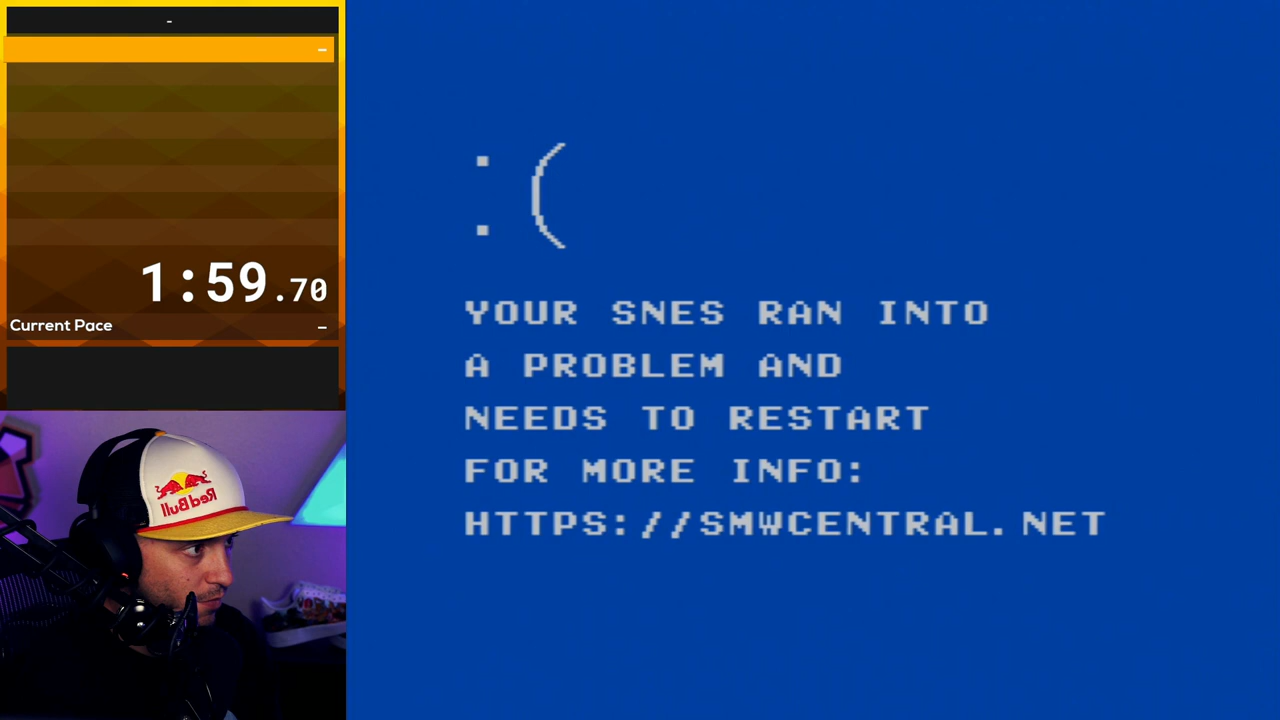 -
–
1:59.70
Current Pace –
Red Bull
:(
YOUR SNES RAN INTO
A PROBLEM AND
NEEDS TO RESTART
FOR MORE INFO:
HTTPS://SMWCENTRAL.NET